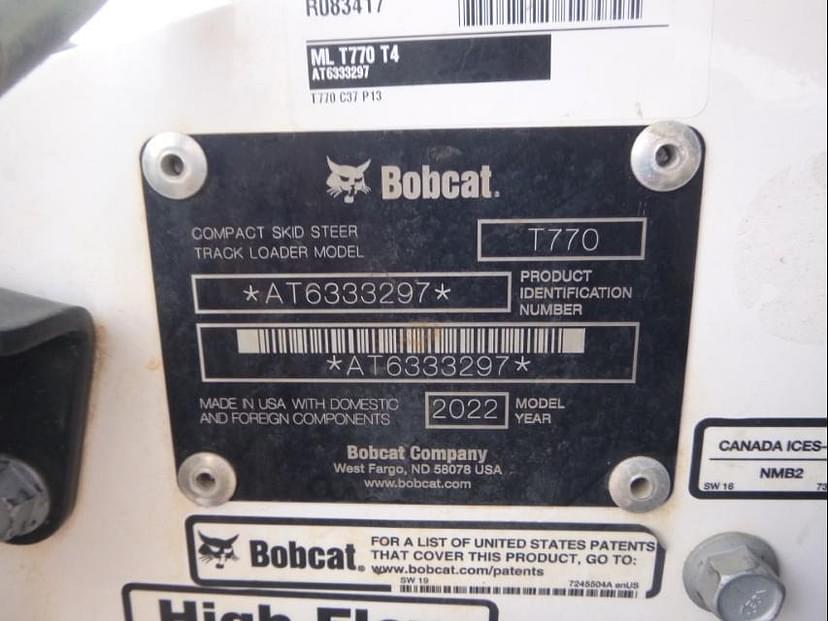 R083417
ML T770 T4
AT6333297
T770 C37 P13
Bobcat.
COMPACT SKID STEER
TRACK LOADER MODEL
T770
*AT6333297*
PRODUCT
IDENTIFICATION
NUMBER
*AT6333297*
MADE IN USA WITH DOMESTIC
AND FOREIGN COMPONENTS
2022
MODEL
YEAR
Bobcat Company
West Fargo, ND 58078 USA
www.bobcat.com
CANADA ICES-
NMB2
SW 16
73
Bobcat.
FOR A LIST OF UNITED STATES PATENTS
THAT COVER THIS PRODUCT, GO TO:
www.bobcat.com/patents
SW 19
7245504A enUS
High Flow